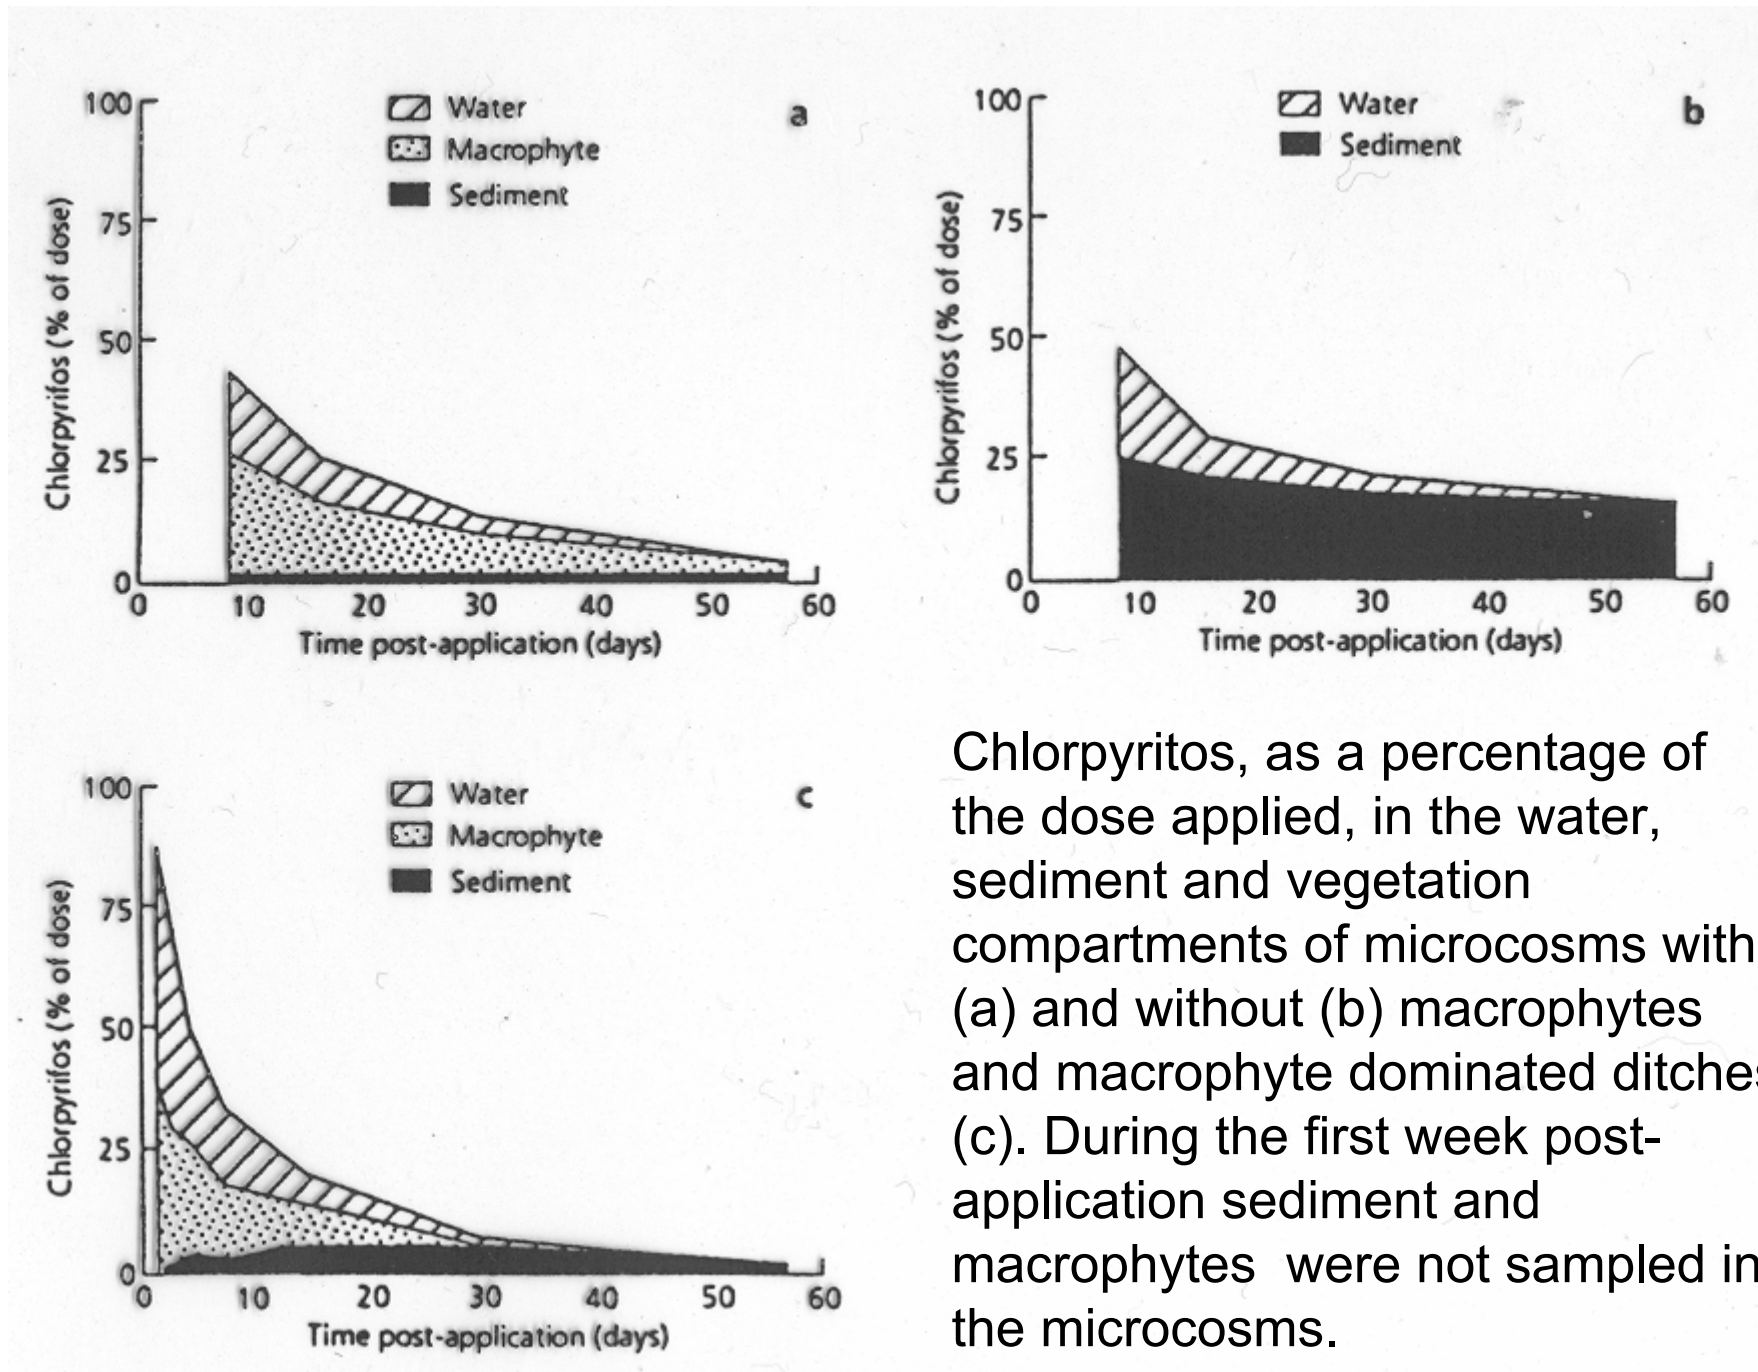 100
75
50
25
0
Chlorpyrifos (% of dose)
Water
Macrophyte
Sediment
a
0 10 20 30 40 50 60
Time post-application (days)
100
75
50
25
0
Chlorpyrifos (% of dose)
Water
Sediment
b
0 10 20 30 40 50 60
Time post-application (days)
100
75
50
25
0
Chlorpyrifos (% of dose)
Water
Macrophyte
Sediment
c
0 10 20 30 40 50 60
Time post-application (days)
Chlorpyritos, as a percentage of
the dose applied, in the water,
sediment and vegetation
compartments of microcosms with
(a) and without (b) macrophytes
and macrophyte dominated ditches
(c). During the first week post-
application sediment and
macrophytes were not sampled in
the microcosms.